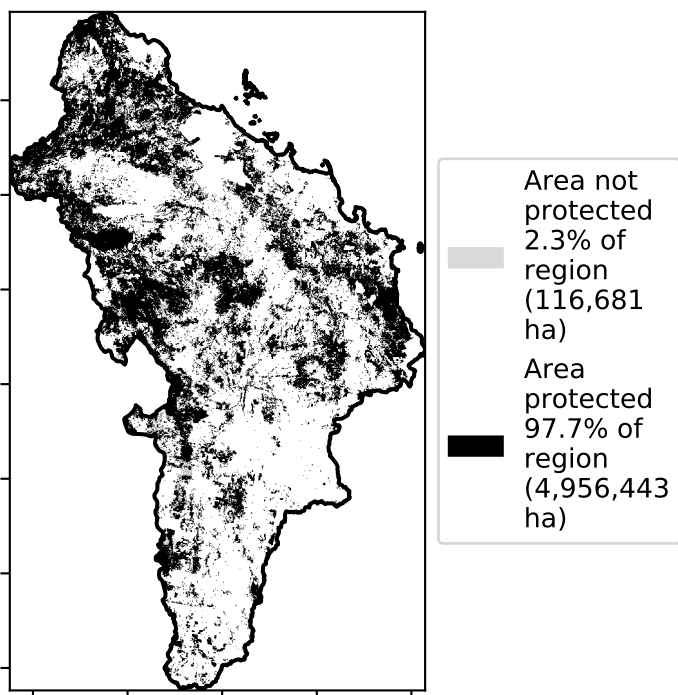 Area not
protected
2.3% of
region
(116,681
ha)
Area
protected
97.7% of
region
(4,956,443
ha)